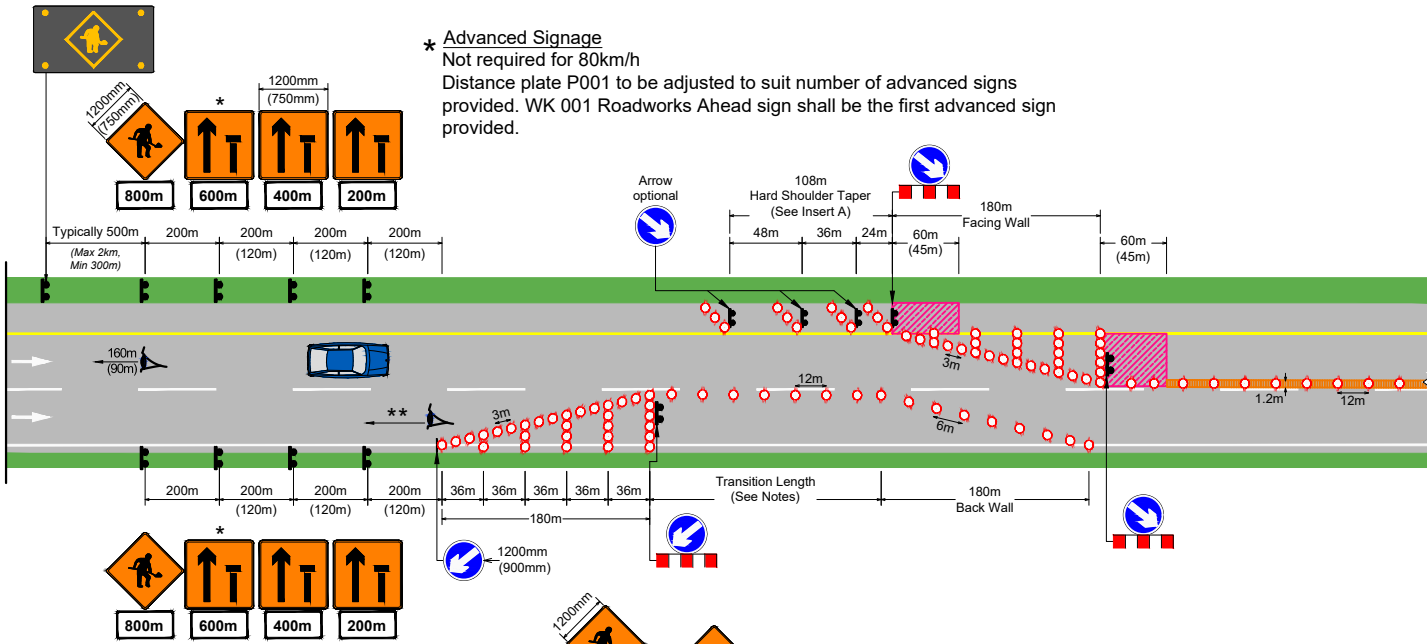 * Advanced Signage
Not required for 80km/h
Distance plate P001 to be adjusted to suit number of advanced signs
provided. WK 001 Roadworks Ahead sign shall be the first advanced sign
provided.
1200mm
(750mm)
*
1200mm
(750mm)
800m
600m
400m
200m
Arrow
optional
108m
Hard Shoulder Taper
(See Insert A)
180m
Facing Wall
Typically 500m
(Max 2km,
Min 300m)
200m
200m
(120m)
200m
(120m)
200m
(120m)
48m
36m
24m
60m
(45m)
60m
(45m)
160m
(90m)
**
3m
12m
3m
6m
1.2m
12m
200m
200m
(120m)
200m
(120m)
200m
(120m)
36m
36m
36m
36m
36m
180m
Transition Length
(See Notes)
180m
Back Wall
*
1200mm
(900mm)
800m
600m
400m
200m
1200mm